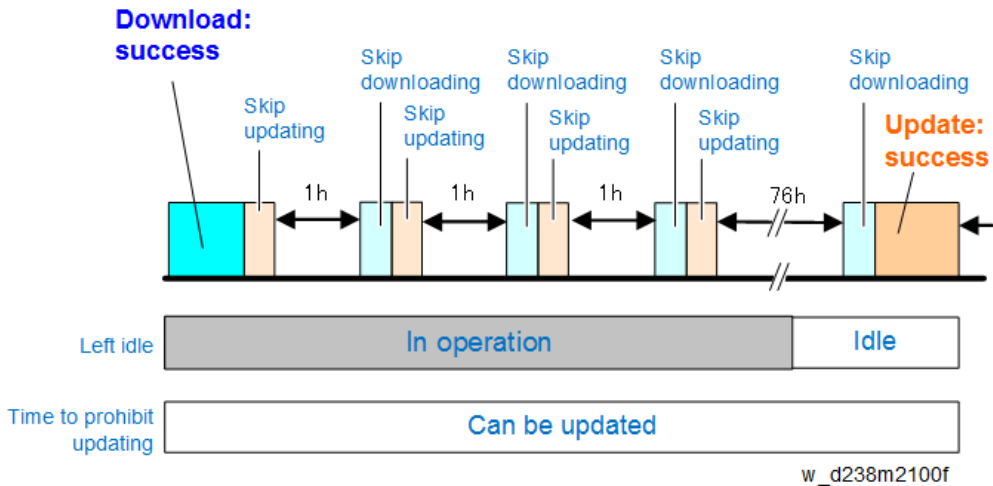 Download:
success
Skip
updating
Skip
downloading
Skip
updating
Skip
downloading
Skip
updating
Skip
downloading
Skip
updating
Skip
downloading
Update:
success
1h
1h
1h
76h
Left idle
In operation
Idle
Time to prohibit
updating
Can be updated
w_d238m2100f